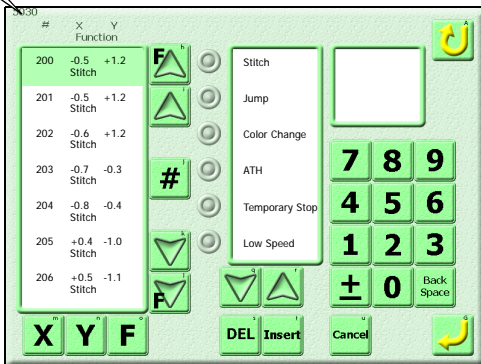 3030
# X Y
Function
200 -0.5 +1.2
Stitch
201 -0.5 +1.2
Stitch
202 -0.6 +1.2
Stitch
203 -0.7 -0.3
Stitch
204 -0.8 -0.4
Stitch
205 +0.4 -1.0
Stitch
206 +0.5 -1.1
Stitch
F h
i
# j
k
F l
Stitch
Jump
Color Change
ATH
Temporary Stop
Low Speed
A
7 8 9
4 5 6
1 2 3
± 0 Back Space
q r
X m Y n F o
DEL s Insert t Cancel u
G